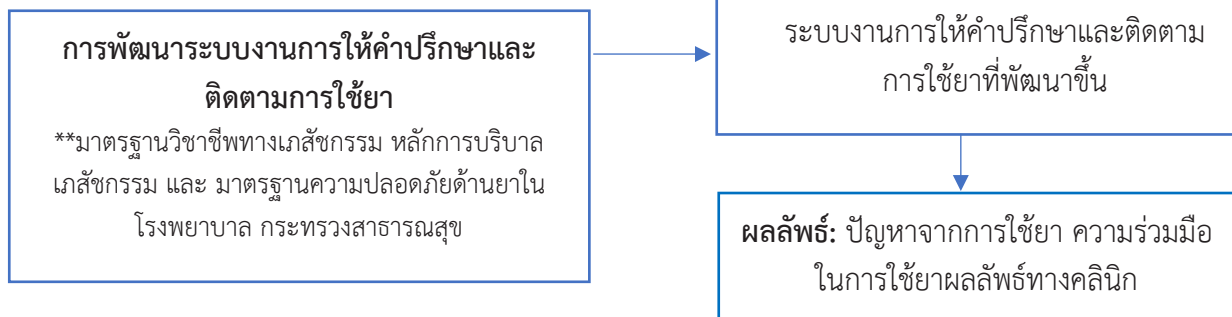 การพัฒนาระบบงานการให้คำปรึกษาและ
ติดตามการใช้ยา
**มาตรฐานวิชาชีพทางเภสัชกรรม หลักการบริบาล
เภสัชกรรม และ มาตรฐานความปลอดภัยด้านยาใน
โรงพยาบาล กระทรวงสาธารณสุข
ระบบงานการให้คำปรึกษาและติดตาม
การใช้ยาที่พัฒนาขึ้น
ผลลัพธ์: ปัญหาจากการใช้ยา ความร่วมมือ
ในการใช้ยาผลลัพธ์ทางคลินิก